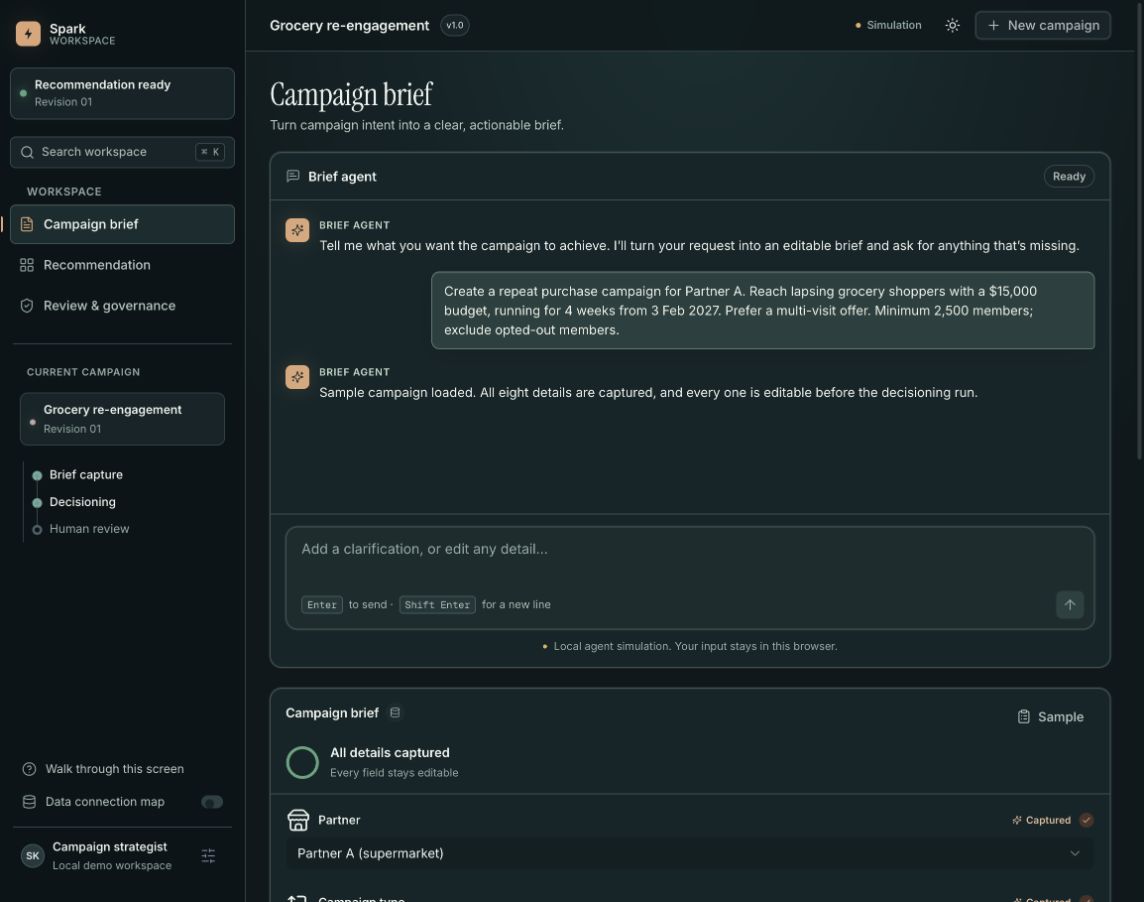 Spark
WORKSPACE
Recommendation ready
Revision 01
Search workspace
⌘ K
WORKSPACE
Campaign brief
Recommendation
Review & governance
CURRENT CAMPAIGN
Grocery re-engagement
Revision 01
Brief capture
Decisioning
Human review
Walk through this screen
Data connection map
SK
Campaign strategist
Local demo workspace
Grocery re-engagement
v1.0
Simulation
New campaign
Campaign brief
Turn campaign intent into a clear, actionable brief.
Brief agent
Ready
BRIEF AGENT
Tell me what you want the campaign to achieve. I'll turn your request into an editable brief and ask for anything that's missing.
Create a repeat purchase campaign for Partner A. Reach lapsing grocery shoppers with a $15,000
budget, running for 4 weeks from 3 Feb 2027. Prefer a multi-visit offer. Minimum 2,500 members;
exclude opted-out members.
BRIEF AGENT
Sample campaign loaded. All eight details are captured, and every one is editable before the decisioning run.
Add a clarification, or edit any detail...
Enter to send · Shift Enter for a new line
Local agent simulation. Your input stays in this browser.
Campaign brief
Sample
All details captured
Every field stays editable
Partner
Captured
Partner A (supermarket)
Campaign type
Captured